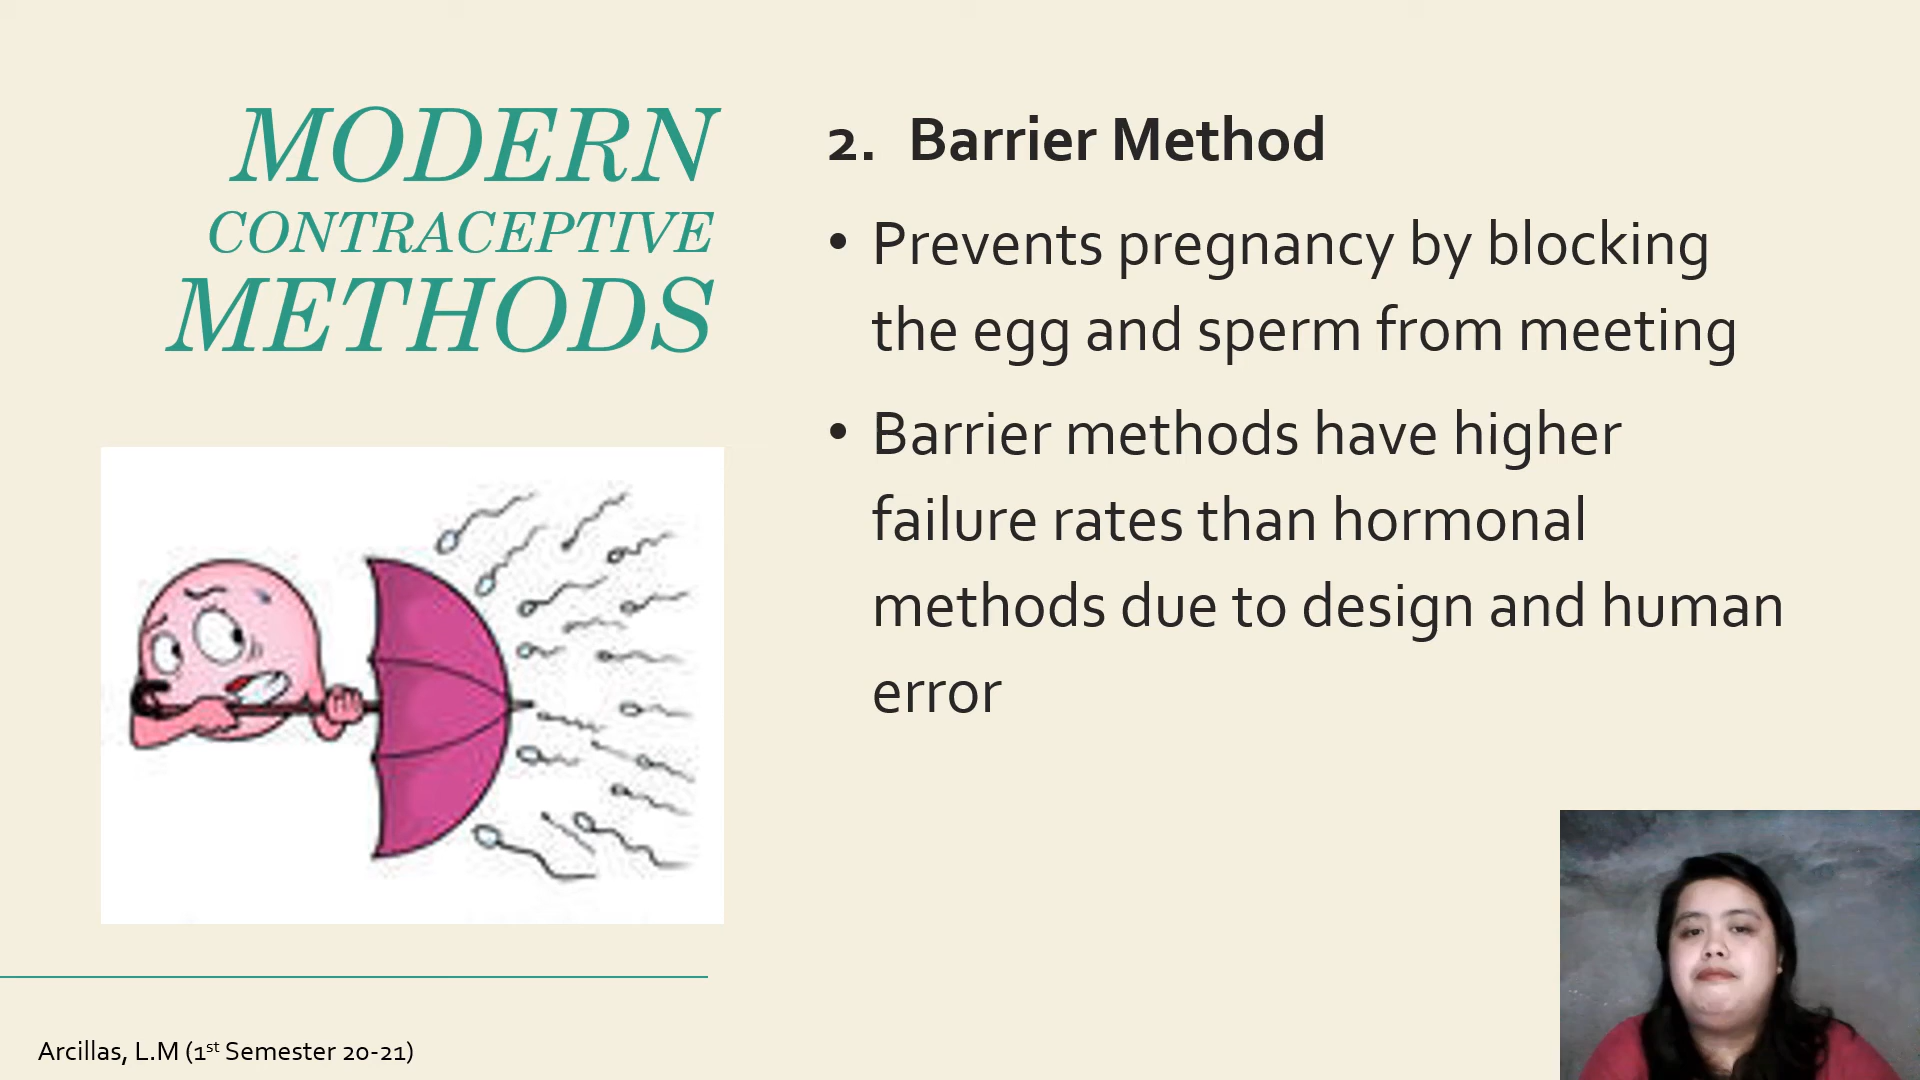 MODERN
CONTRACEPTIVE
METHODS
2. Barrier Method
• Prevents pregnancy by blocking
the egg and sperm from meeting
• Barrier methods have higher
failure rates than hormonal
methods due to design and human
error
Arcillas, L.M (1st Semester 20-21)